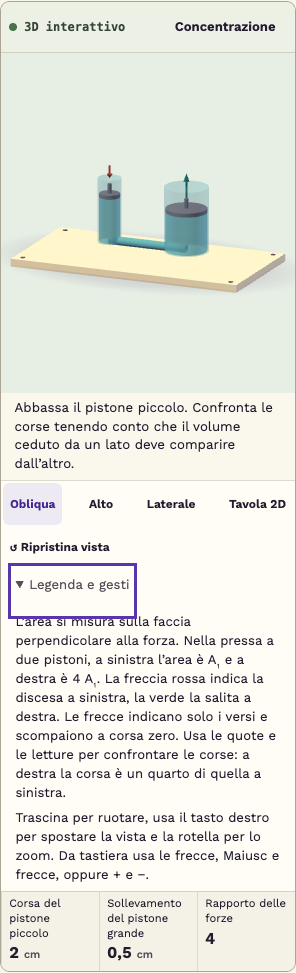 3D interattivo
Concentrazione
Abbassa il pistone piccolo. Confronta le
corse tenendo conto che il volume
ceduto da un lato deve comparire
dall’altro.
Obliqua
Alto
Laterale
Tavola 2D
↺ Ripristina vista
▼ Legenda e gesti
L’area si misura sulla faccia
perpendicolare alla forza. Nella pressa a
due pistoni, a sinistra l’area è A₁ e a
destra è 4 A₁. La freccia rossa indica la
discesa a sinistra, la verde la salita a
destra. Le frecce indicano solo i versi e
scompaiono a corsa zero. Usa le quote e
le letture per confrontare le corse: a
destra la corsa è un quarto di quella a
sinistra.
Trascina per ruotare, usa il tasto destro
per spostare la vista e la rotella per lo
zoom. Da tastiera usa le frecce, Maiusc e
frecce, oppure + e −.
Corsa del
pistone
piccolo
2 cm
Sollevamento
del pistone
grande
0,5 cm
Rapporto delle
forze
4